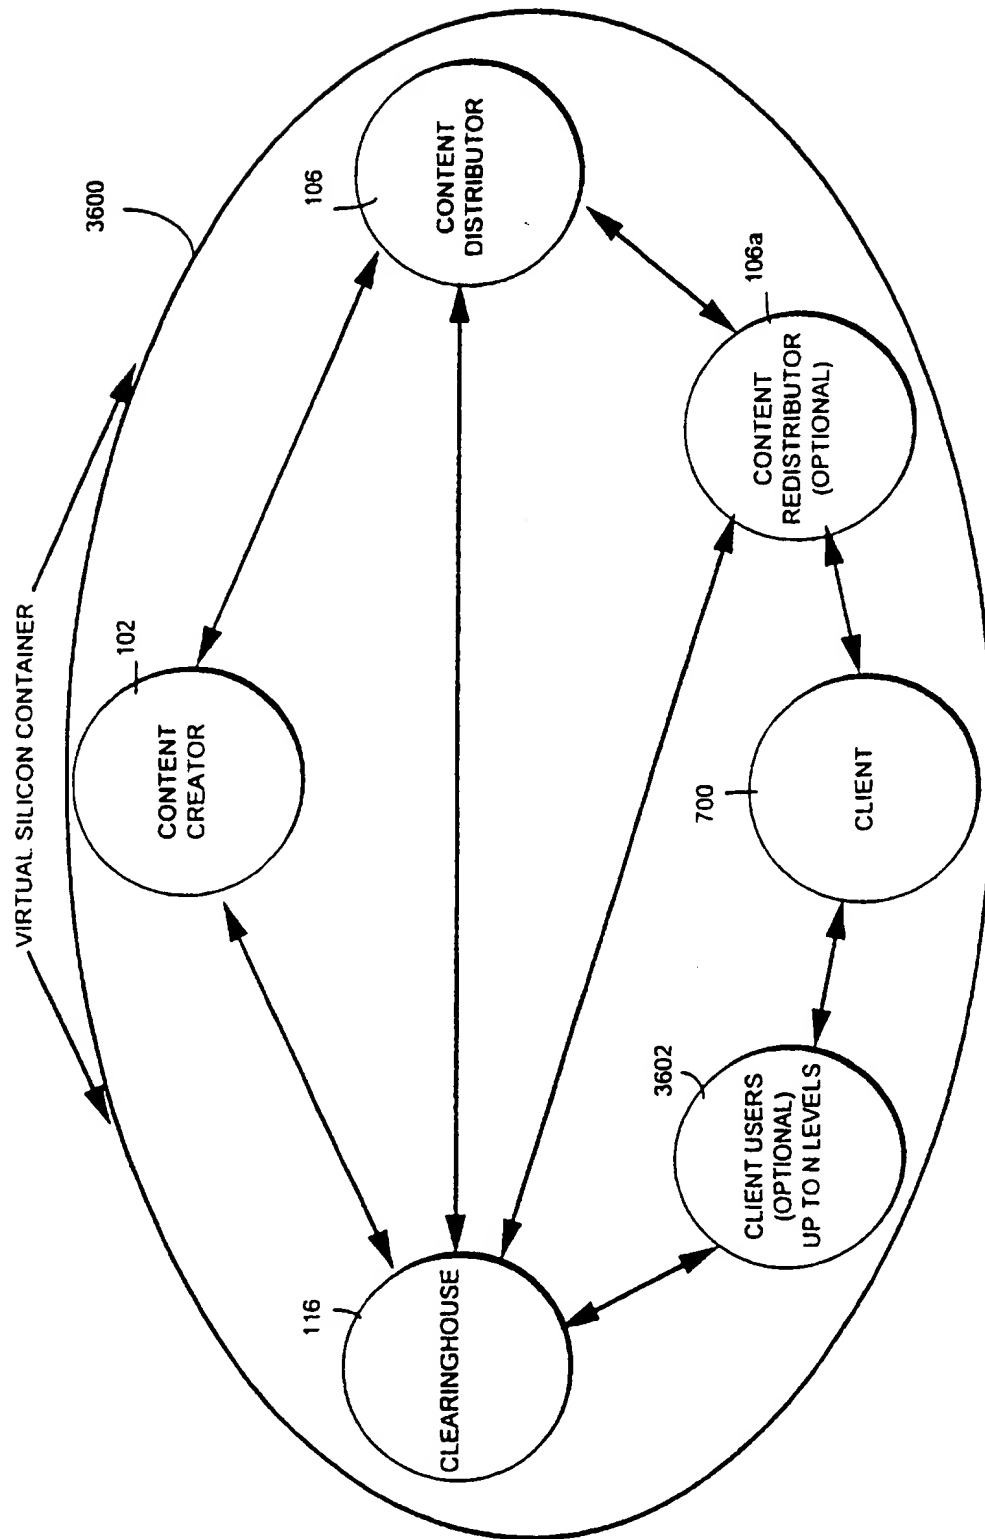 VIRTUAL SILICON CONTAINER
3600
102
CONTENT
CREATOR
106
CONTENT
DISTRIBUTOR
116
CLEARINGHOUSE
106a
CONTENT
REDISTRIBUTOR
(OPTIONAL)
3602
CLIENT USERS
(OPTIONAL)
UP TO N LEVELS
700
CLIENT